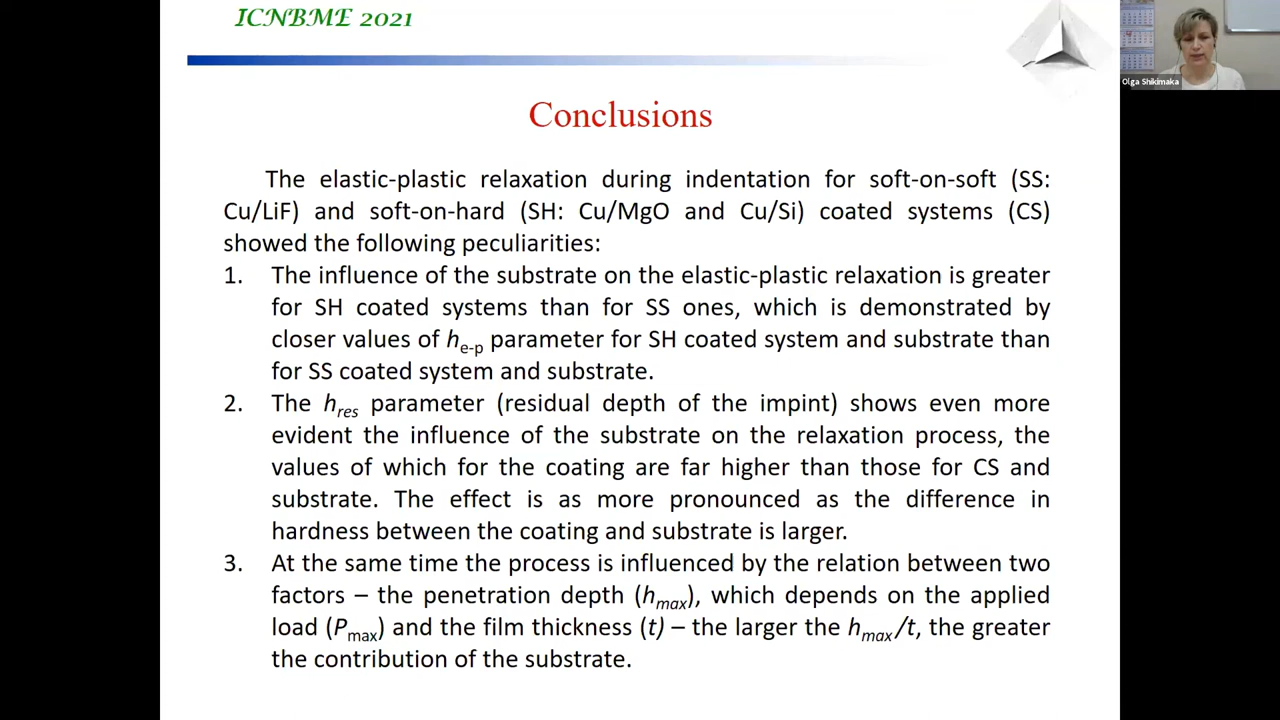 ICNBME 2021
Olga Shikimaka
Conclusions
The elastic-plastic relaxation during indentation for soft-on-soft (SS:
Cu/LiF) and soft-on-hard (SH: Cu/MgO and Cu/Si) coated systems (CS)
showed the following peculiarities:
1. The influence of the substrate on the elastic-plastic relaxation is greater
for SH coated systems than for SS ones, which is demonstrated by
closer values of he-p parameter for SH coated system and substrate than
for SS coated system and substrate.
2. The hres parameter (residual depth of the impint) shows even more
evident the influence of the substrate on the relaxation process, the
values of which for the coating are far higher than those for CS and
substrate. The effect is as more pronounced as the difference in
hardness between the coating and substrate is larger.
3. At the same time the process is influenced by the relation between two
factors – the penetration depth (hmax), which depends on the applied
load (Pmax) and the film thickness (t) – the larger the hmax/t, the greater
the contribution of the substrate.